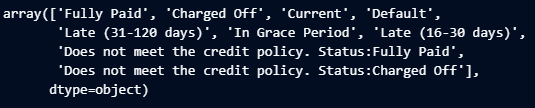 array(['Fully Paid', 'Charged Off', 'Current', 'Default',
'Late (31-120 days)', 'In Grace Period', 'Late (16-30 days)',
'Does not meet the credit policy. Status:Fully Paid',
'Does not meet the credit policy. Status:Charged Off'],
dtype=object)